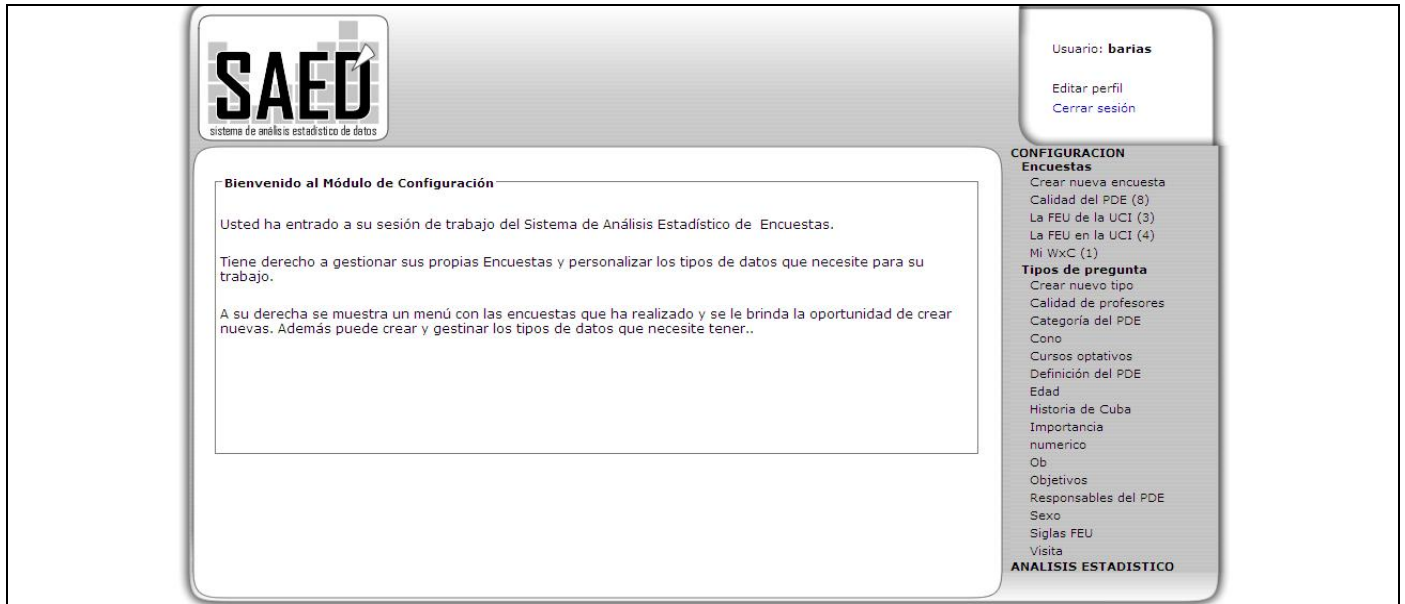 SAED
sistema de análisis estadístico de datos
Usuario: barias
Editar perfil
Cerrar sesión
Bienvenido al Módulo de Configuración
Usted ha entrado a su sesión de trabajo del Sistema de Análisis Estadístico de Encuestas.
Tiene derecho a gestionar sus propias Encuestas y personalizar los tipos de datos que necesite para su
trabajo.
A su derecha se muestra un menú con las encuestas que ha realizado y se le brinda la oportunidad de crear
nuevas. Además puede crear y gestinar los tipos de datos que necesite tener..
CONFIGURACION
Encuestas
Crear nueva encuesta
Calidad del PDE (8)
La FEU de la UCI (3)
La FEU en la UCI (4)
Mi WxC (1)
Tipos de pregunta
Crear nuevo tipo
Calidad de profesores
Categoría del PDE
Cono
Cursos optativos
Definición del PDE
Edad
Historia de Cuba
Importancia
numerico
Ob
Objetivos
Responsables del PDE
Sexo
Siglas FEU
Visita
ANALISIS ESTADISTICO